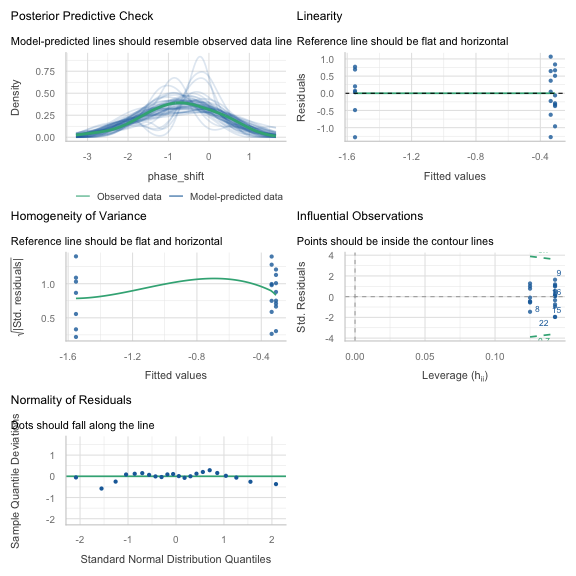 Posterior Predictive Check
Model-predicted lines should resemble observed data line
Density
0.75
0.50
0.25
0.00
-3
-2
-1
0
1
phase_shift
Observed data
Model-predicted data
Linearity
Reference line should be flat and horizontal
Residuals
1.0
0.5
0.0
-0.5
-1.0
-1.6
-1.2
-0.8
-0.4
Fitted values
Homogeneity of Variance
Reference line should be flat and horizontal
√|Std. residuals|
1.0
0.5
-1.6
-1.2
-0.8
-0.4
Fitted values
Influential Observations
Points should be inside the contour lines
Std. Residuals
4
2
0
-2
-4
9
8
22
0.00
0.05
0.10
Leverage (hii)
Normality of Residuals
Dots should fall along the line
Sample Quantile Deviations
1
0
-1
-2
-2
-1
0
1
2
Standard Normal Distribution Quantiles